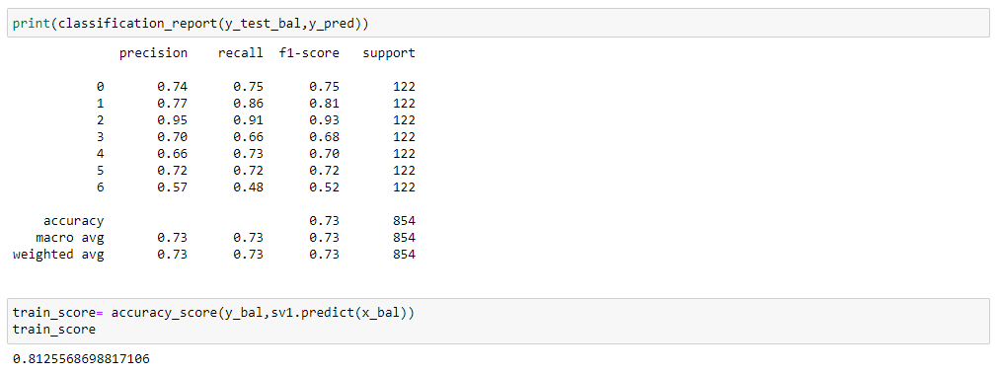 print(classification_report(y_test_bal,y_pred))
precision recall f1-score support
0 0.74 0.75 0.75 122
1 0.77 0.86 0.81 122
2 0.95 0.91 0.93 122
3 0.70 0.66 0.68 122
4 0.66 0.73 0.70 122
5 0.72 0.72 0.72 122
6 0.57 0.48 0.52 122
accuracy 0.73 854
macro avg 0.73 0.73 0.73 854
weighted avg 0.73 0.73 0.73 854
train_score= accuracy_score(y_bal,sv1.predict(x_bal))
train_score
0.8125568698817106